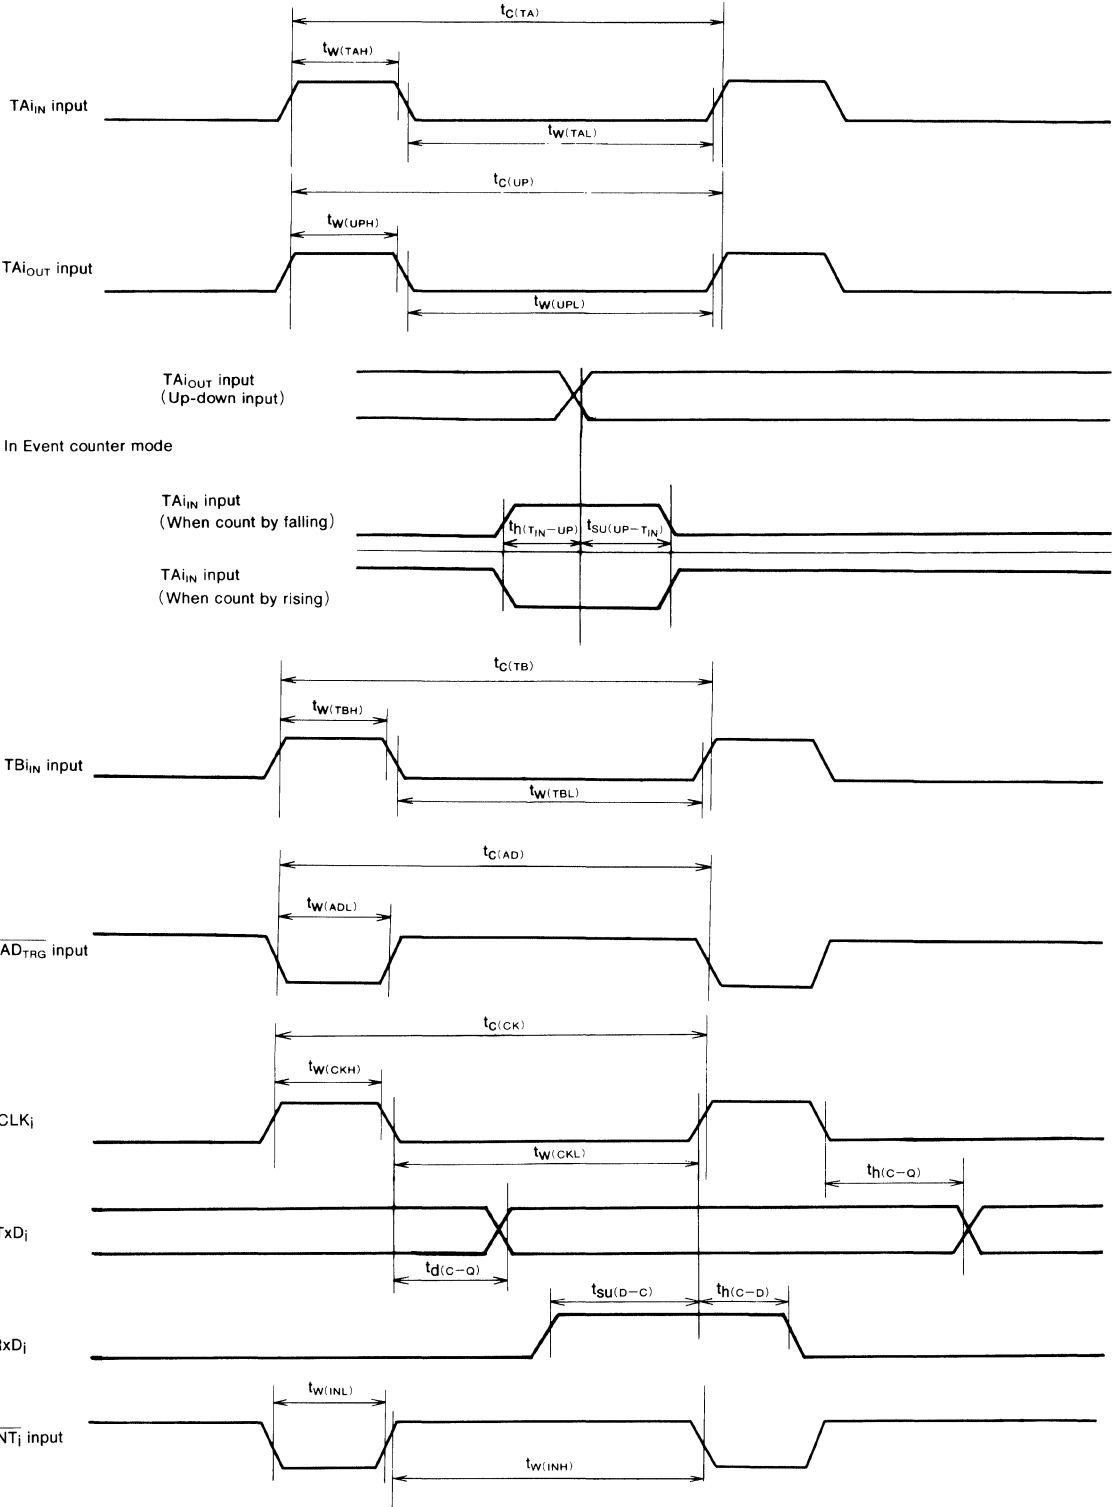 tC(TA)
tW(TAH)
TAiIN input
tW(TAL)
tC(UP)
tW(UPH)
TAiOUT input
tW(UPL)
TAiOUT input
(Up-down input)
In Event counter mode
TAiIN input
(When count by falling)
th(TIN−UP) tSU(UP−TIN)
TAiIN input
(When count by rising)
tC(TB)
tW(TBH)
TBiIN input
tW(TBL)
tC(AD)
tW(ADL)
ADTRG input
tC(CK)
tW(CKH)
CLKi
tW(CKL)
th(C−Q)
TxDi
td(C−Q)
tsu(D−C) th(C−D)
RxDi
tW(INL)
INTi input
tW(INH)